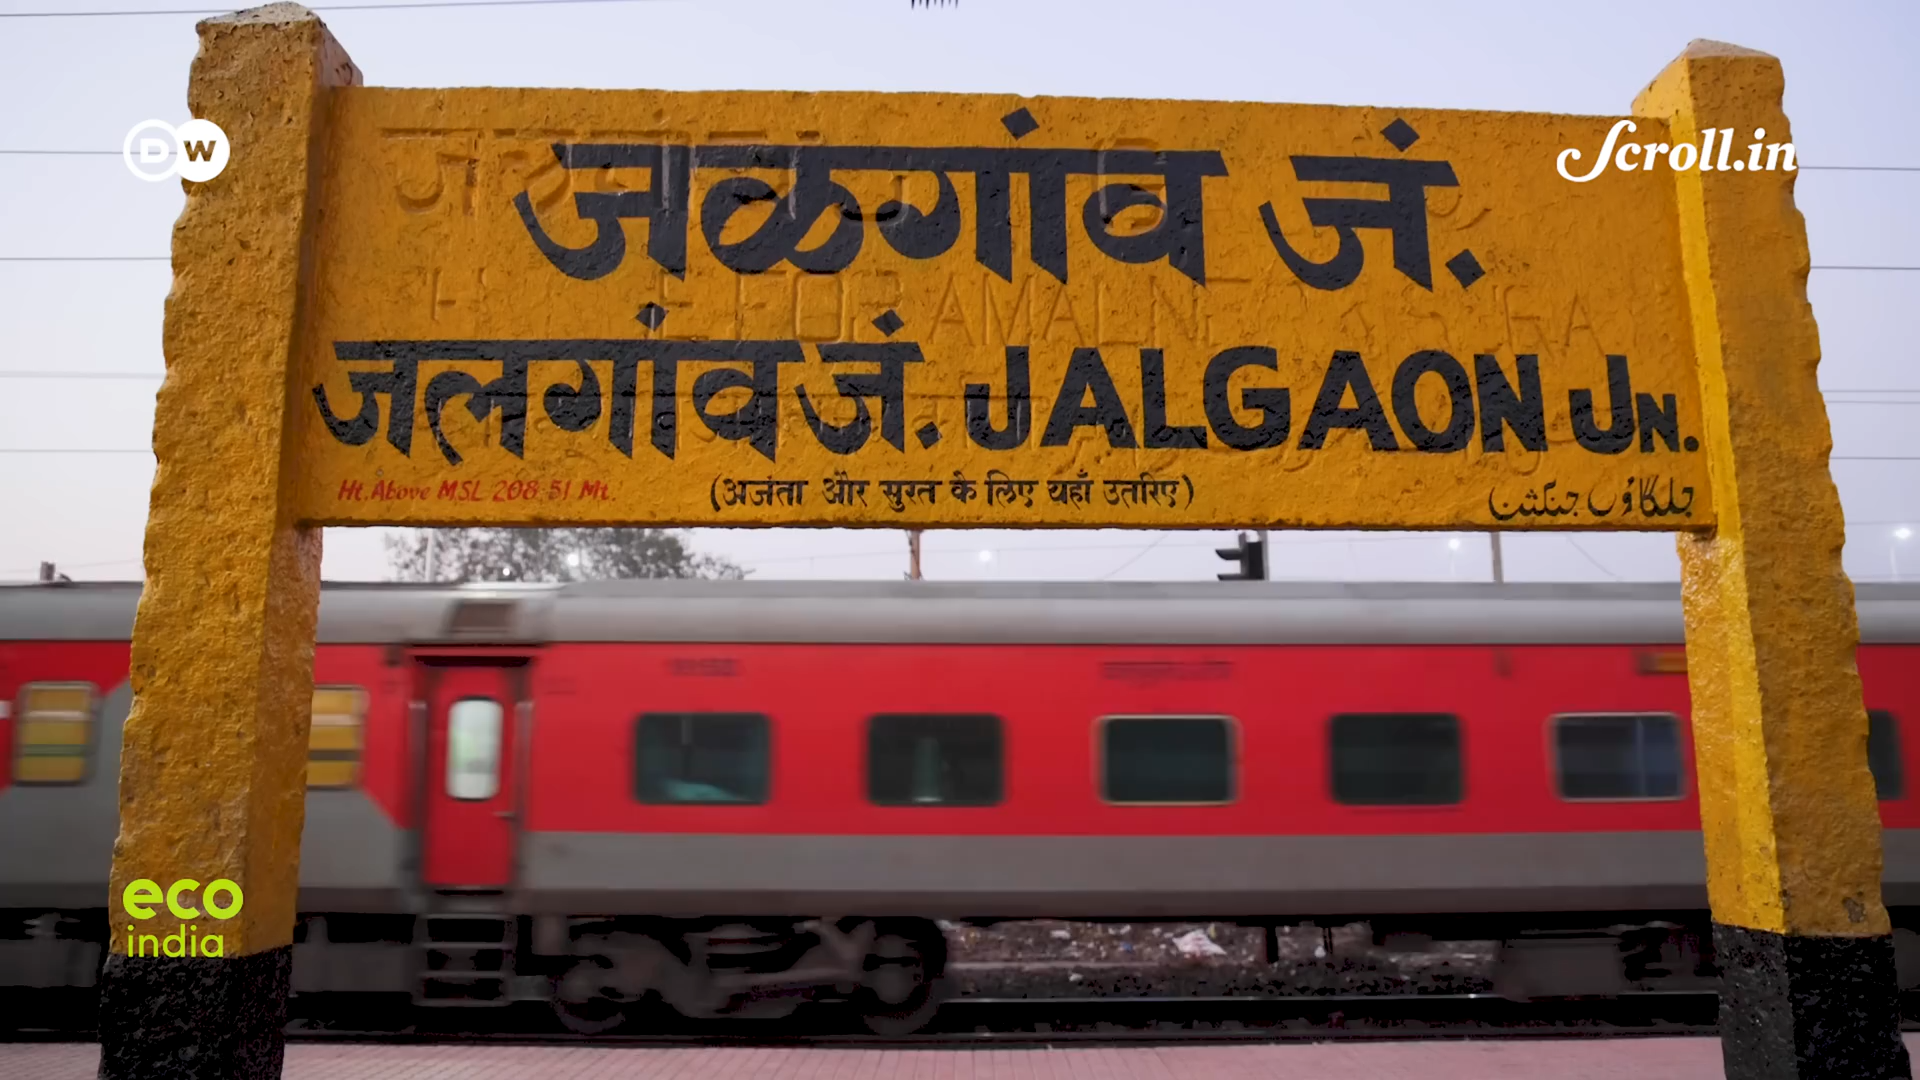 DW
Scroll.in
जळगांव जं.
जलगांव जं. JALGAON JN.
Ht. Above MSL 208.51 Mt. (अजंता और सुरत के लिए यहाँ उतरिए) جلگاؤں جنکشن
eco
india